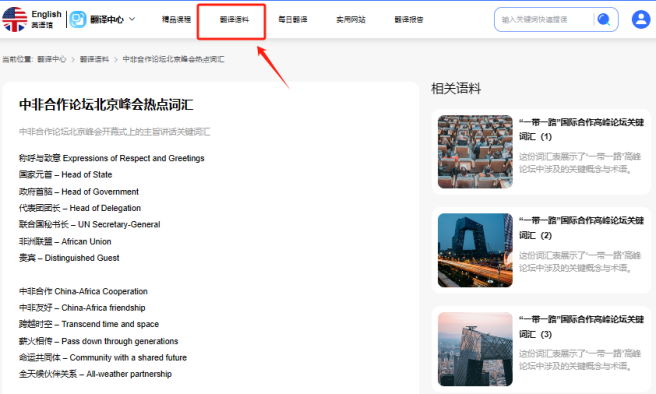 English
英语馆
翻译中心
精品课程
翻译语料
每日翻译
实用网站
翻译报告
输入关键词快速搜课
当前位置: 翻译中心 > 翻译语料 > 中非合作论坛北京峰会热点词汇
中非合作论坛北京峰会热点词汇
中非合作论坛北京峰会开幕式上的主旨讲话关键词汇
称呼与致意 Expressions of Respect and Greetings
国家元首 – Head of State
政府首脑 – Head of Government
代表团团长 – Head of Delegation
联合国秘书长 – UN Secretary-General
非洲联盟 – African Union
贵宾 – Distinguished Guest
中非合作 China-Africa Cooperation
中非友好 – China-Africa friendship
跨越时空 – Transcend time and space
薪火相传 – Pass down through generations
命运共同体 – Community with a shared future
全天候伙伴关系 – All-weather partnership
相关语料
“一带一路”国际合作高峰论坛关键
词汇（1）
这份词汇表展示了“一带一路”高峰
论坛中涉及的关键概念与术语。
“一带一路”国际合作高峰论坛关键
词汇（2）
这份词汇表展示了“一带一路”高峰
论坛中涉及的关键概念与术语。
“一带一路”国际合作高峰论坛关键
词汇（3）
这份词汇表展示了“一带一路”高峰
论坛中涉及的关键概念与术语。